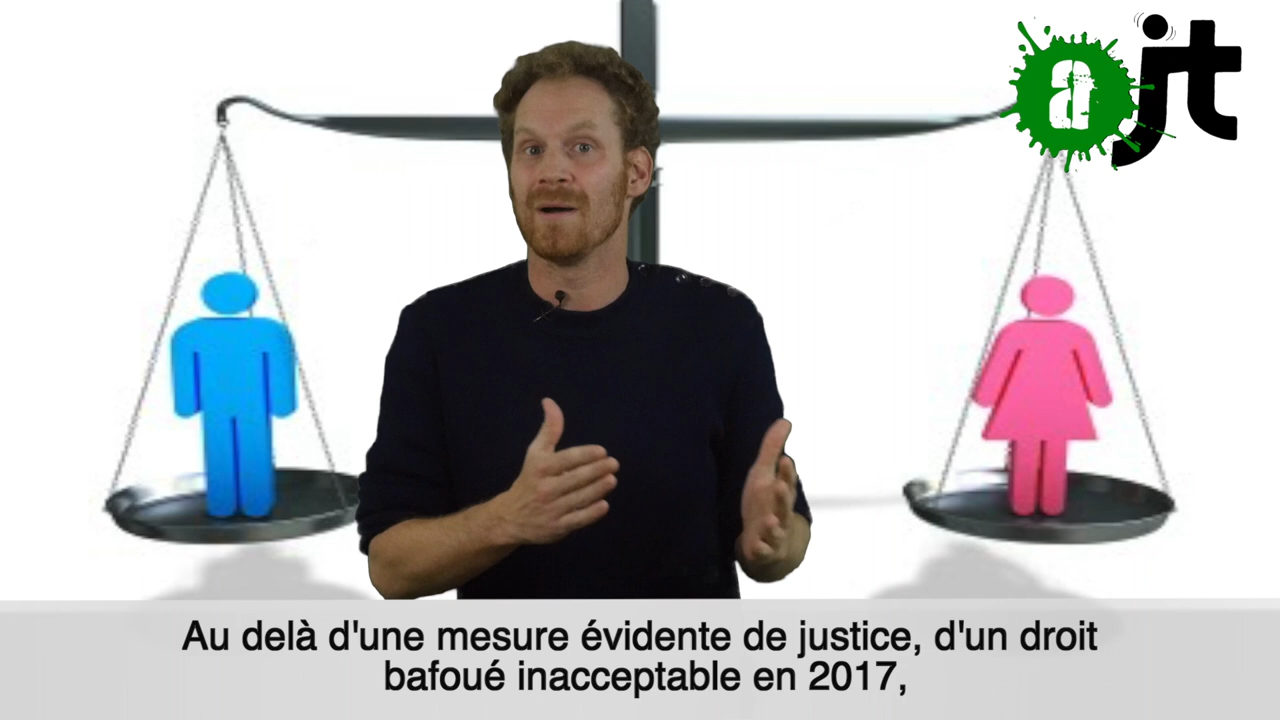 ajt
Au delà d'une mesure évidente de justice, d'un droit
bafoué inacceptable en 2017,